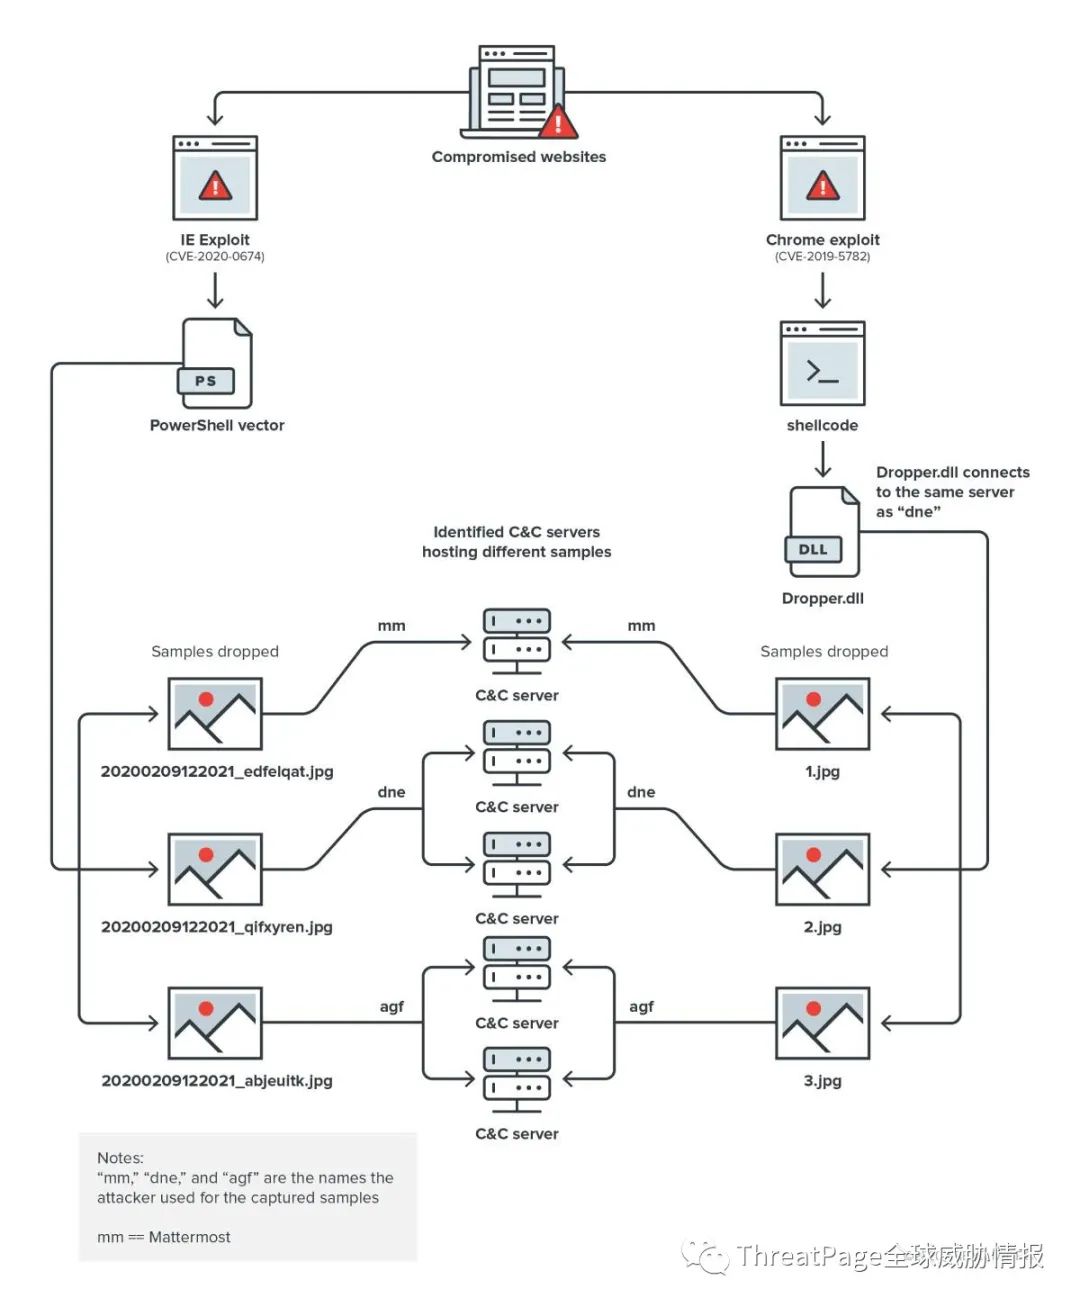 Compromised websites
IE Exploit
(CVE-2020-0674)
Chrome exploit
(CVE-2019-5782)
PS
PowerShell vector
shellcode
Dropper.dll connects
to the same server
as “dne”
DLL
Dropper.dll
Identified C&C servers
hosting different samples
mm
mm
Samples dropped
Samples dropped
C&C server
20200209122021_edfelqat.jpg
1.jpg
dne
dne
C&C server
C&C server
20200209122021_qifxyren.jpg
2.jpg
agf
agf
C&C server
20200209122021_abjeuitk.jpg
3.jpg
C&C server
Notes:
“mm,” “dne,” and “agf” are the names the
attacker used for the captured samples
mm == Mattermost
ThreatPage全球威胁情报